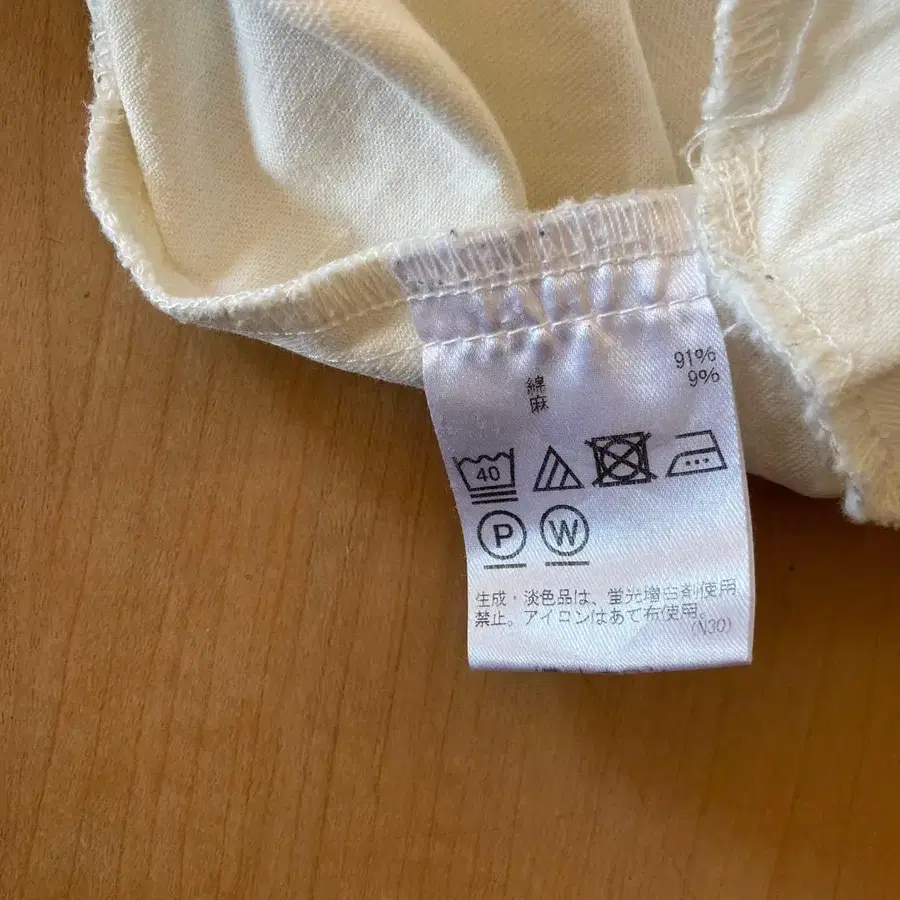 綿 91%
麻 9%
40
P W
生成・淡色品は、蛍光増白剤使用
禁止。アイロンはあて布使用。
(N30)